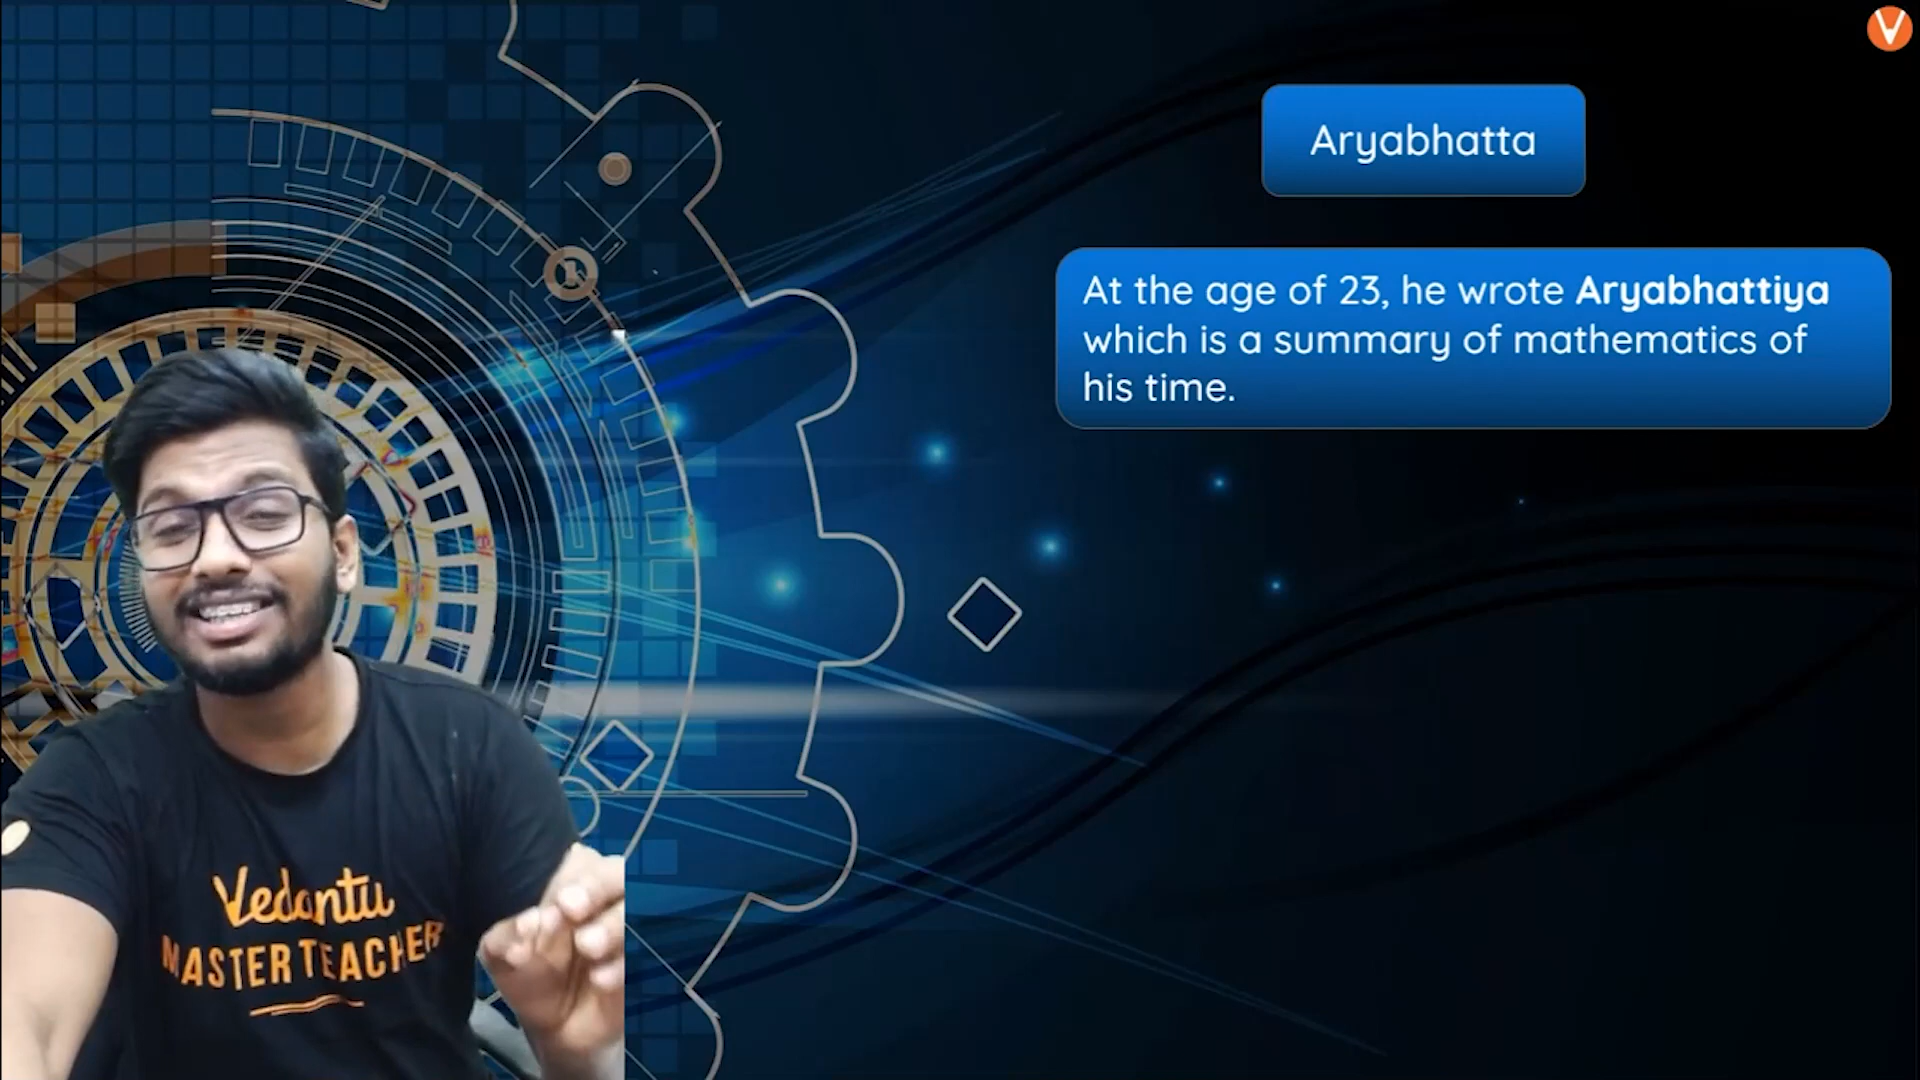 Aryabhatta
At the age of 23, he wrote Aryabhattiya
which is a summary of mathematics of
his time.
Vedantu
MASTER TEACHER